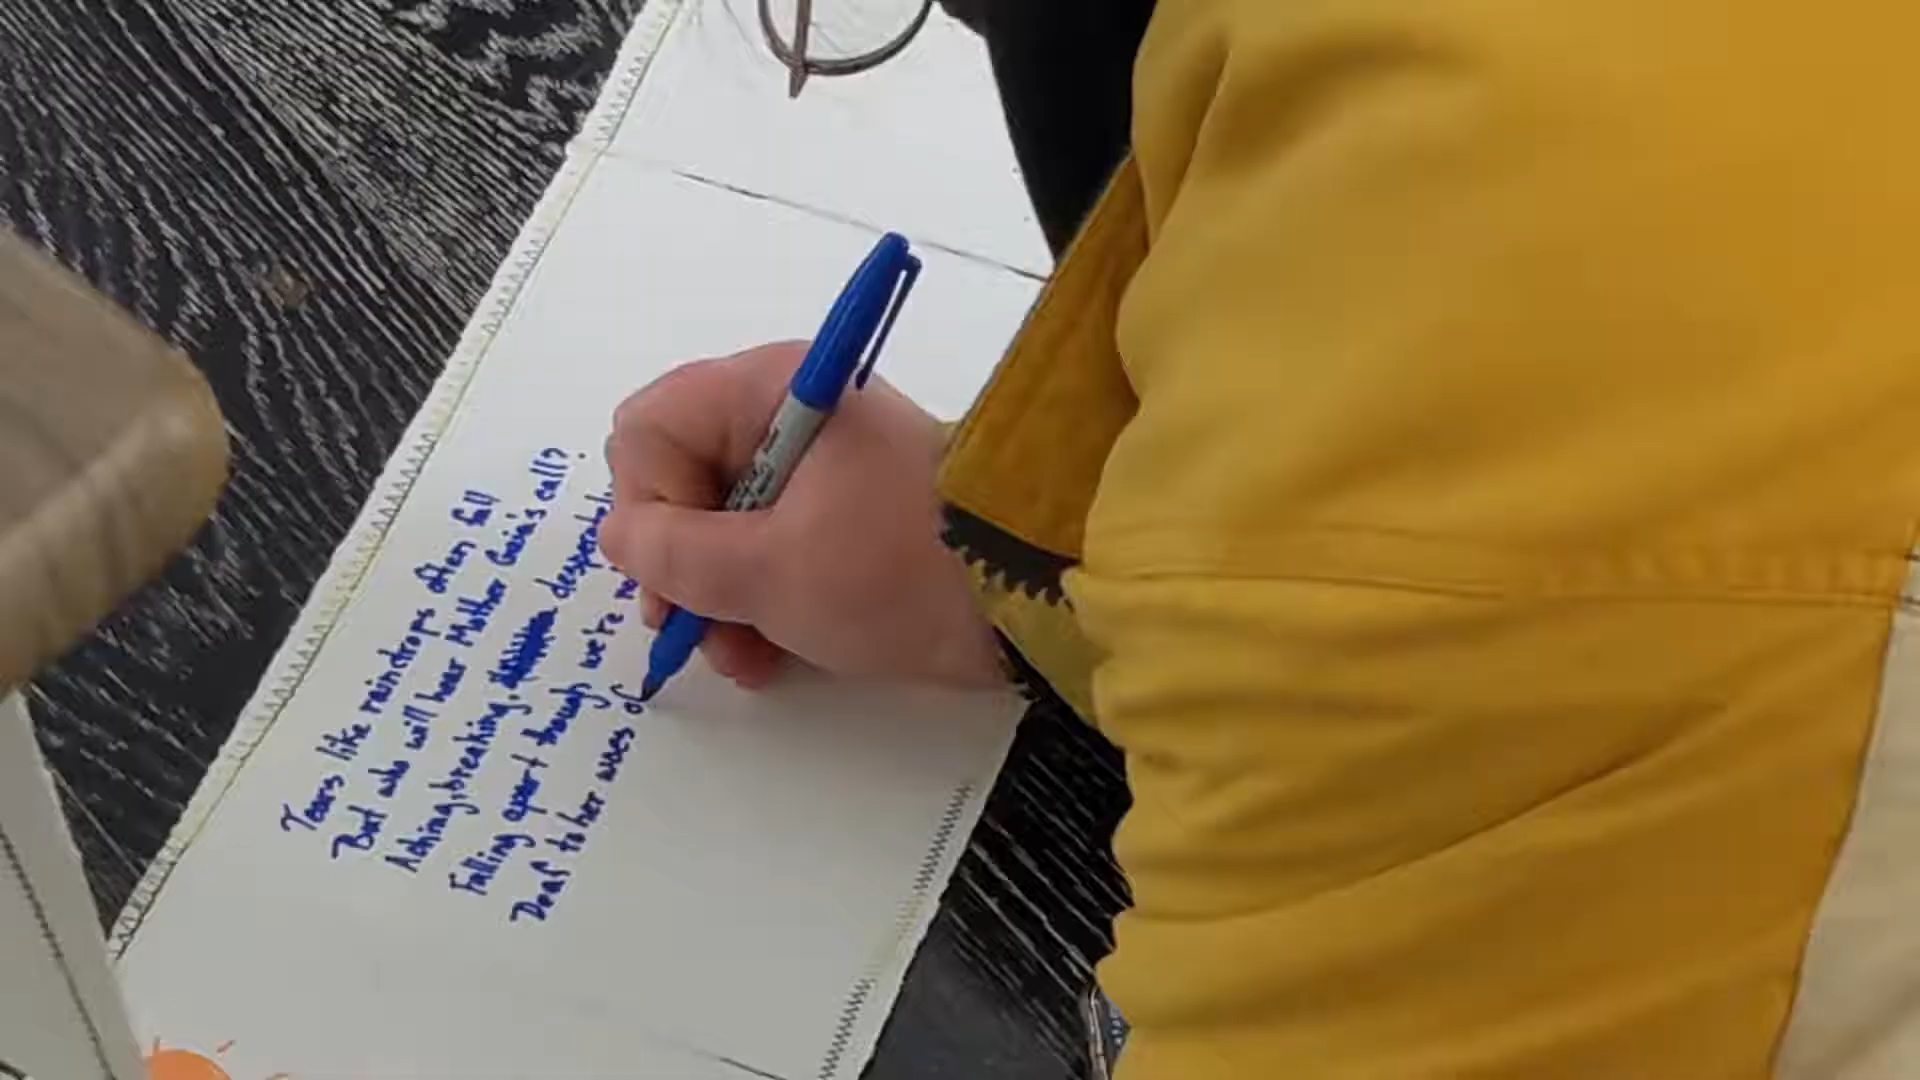 Tears like raindrops often fall
But who will hear Mother Gaia's call?
Aching, breaking, desperately
Falling apart though we're
Deaf to her woes